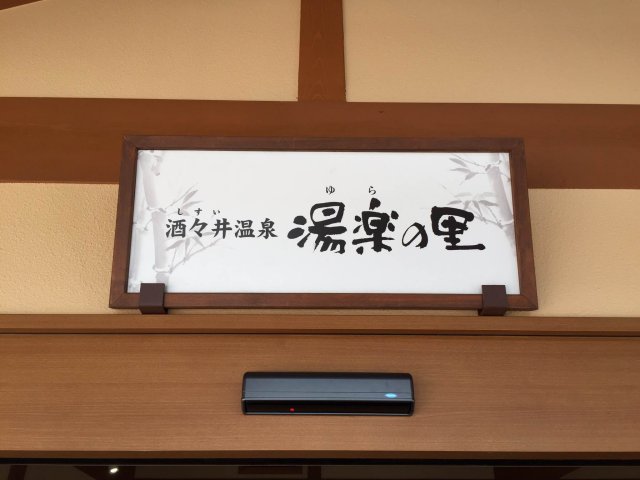 しすい ゆら
酒々井温泉 湯楽の里